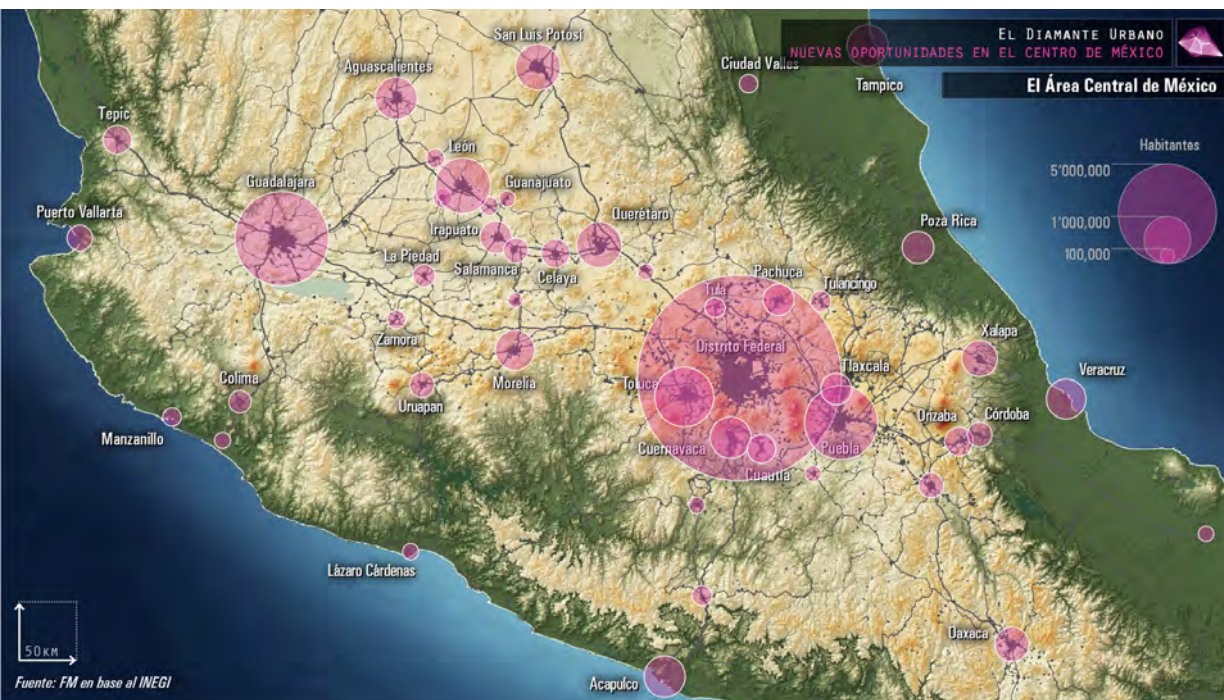 EL DIAMANTE URBANO
NUEVAS OPORTUNIDADES EN EL CENTRO DE MÉXICO
El Área Central de México
Habitantes
5'000,000
1'000,000
100,000
San Luis Potosí
Ciudad Valles
Tampico
Aguascalientes
Tepic
León
Guadalajara
Guanajuato
Puerto Vallarta
Querétaro
Poza Rica
Irapuato
La Piedad
Salamanca
Celaya
Pachuca
Tula
Tulancingo
Zamora
Distrito Federal
Xalapa
Colima
Morelia
Toluca
Tlaxcala
Veracruz
Uruapan
Manzanillo
Orizaba
Córdoba
Cuernavaca
Puebla
Cuautla
Lázaro Cárdenas
Oaxaca
50KM
Fuente: FM en base al INEGI
Acapulco